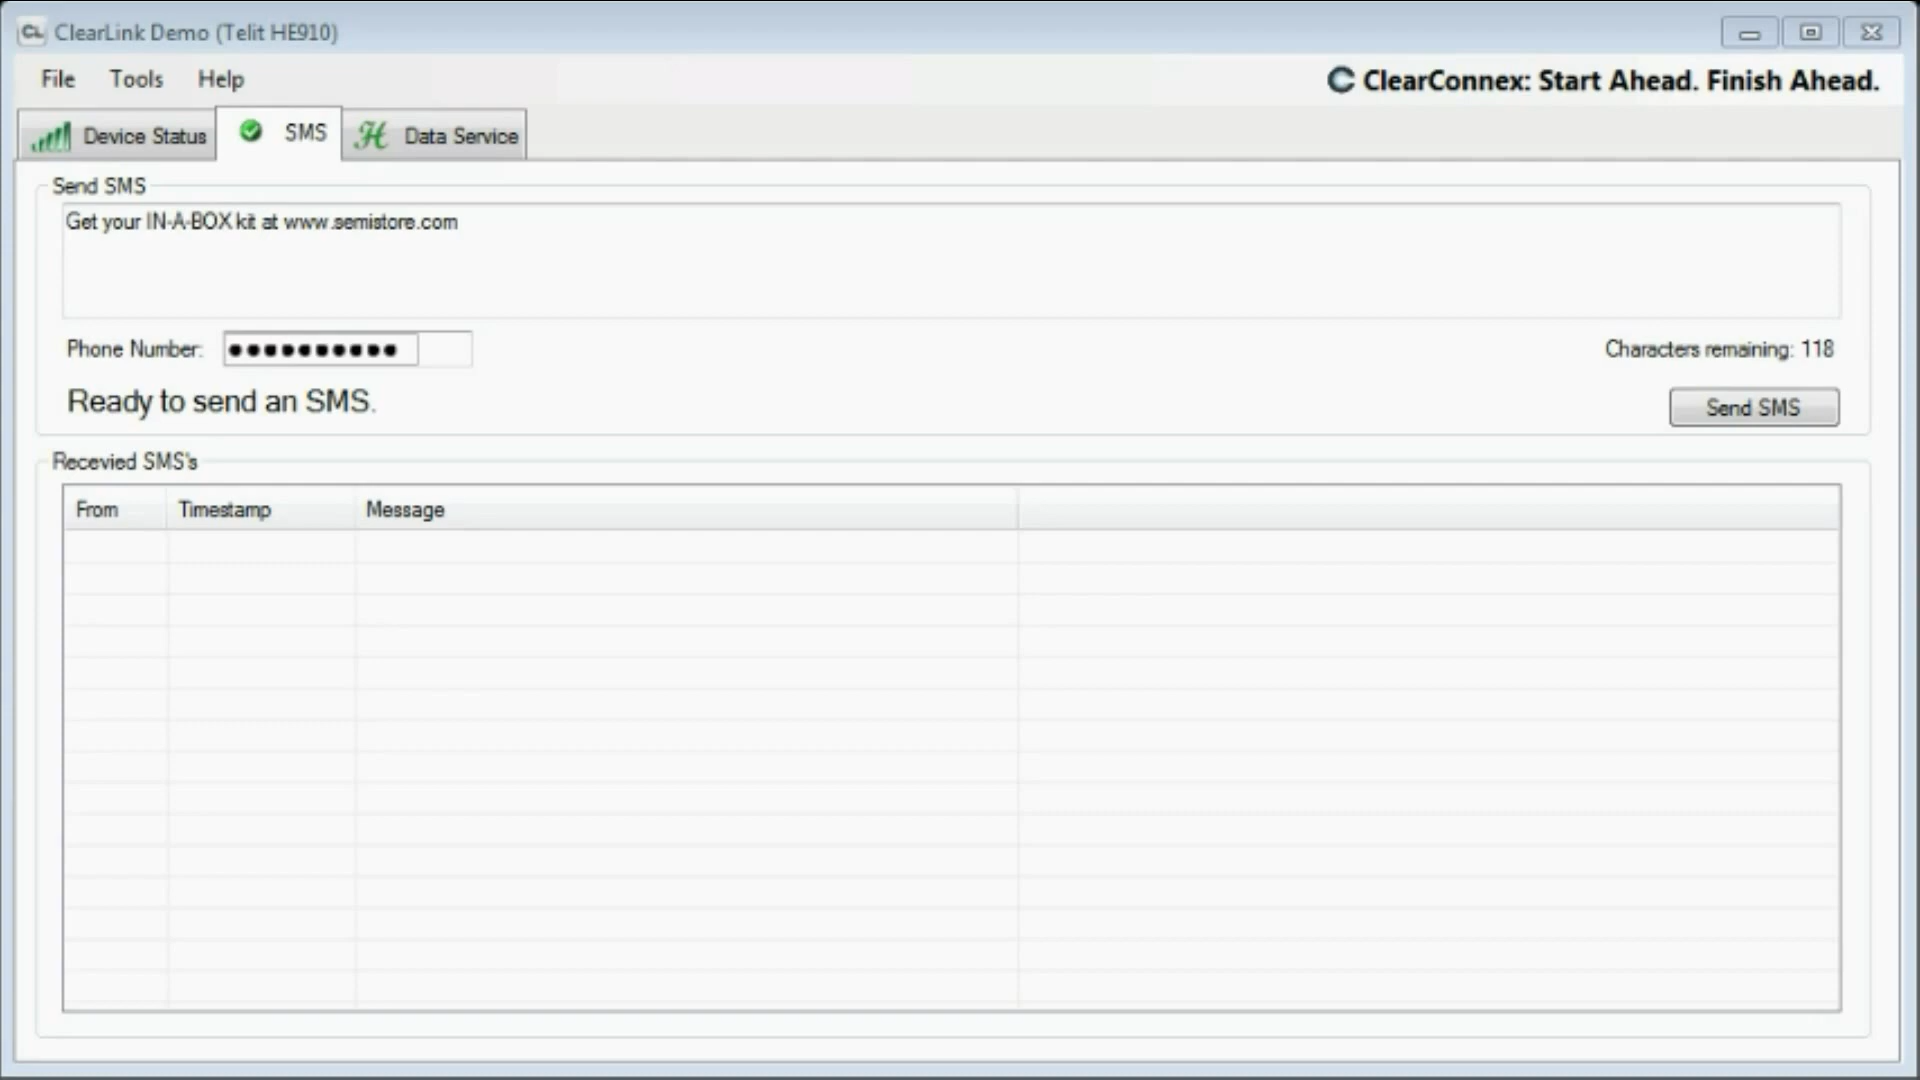 CL ClearLink Demo (Telit HE910)
File Tools Help
C ClearConnex: Start Ahead. Finish Ahead.
Device Status SMS H Data Service
Send SMS
Get your IN-A-BOX kit at www.semistore.com
Phone Number: ●●●●●●●●●● Characters remaining: 118
Ready to send an SMS. Send SMS
Recevied SMS's
From Timestamp Message